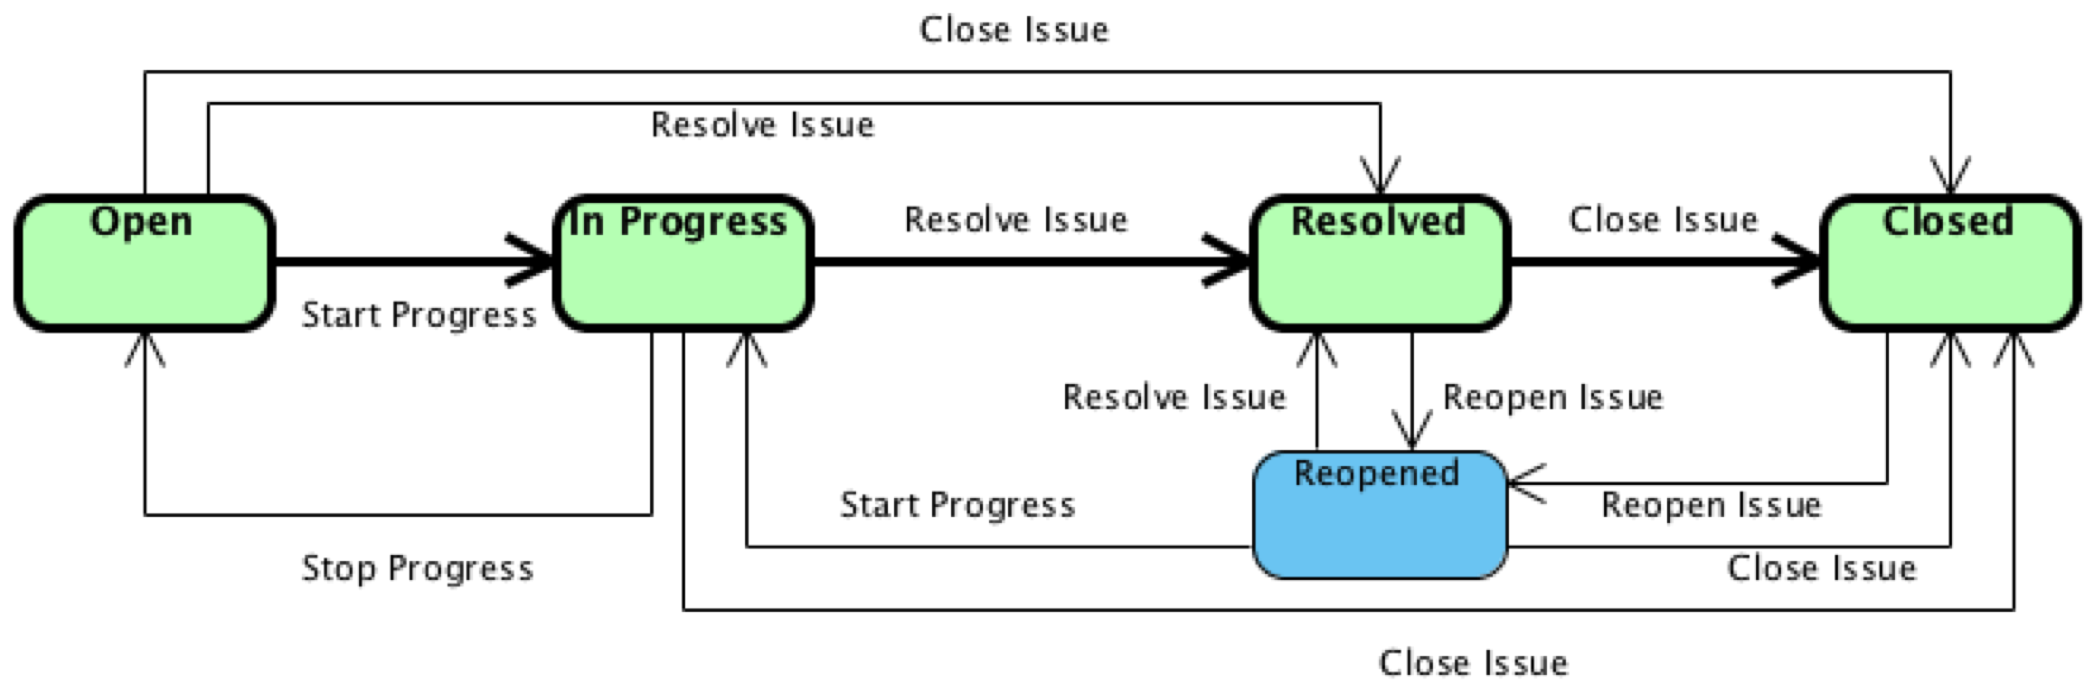 Close Issue
Resolve Issue
Open
In Progress
Resolve Issue
Resolved
Close Issue
Closed
Start Progress
Resolve Issue
Reopen Issue
Reopened
Start Progress
Reopen Issue
Stop Progress
Close Issue
Close Issue